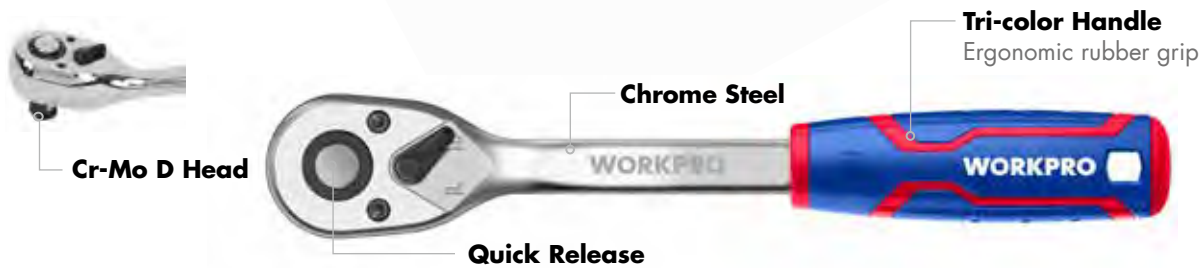 Tri-color Handle
Ergonomic rubber grip
Chrome Steel
WORKPRO
WORKPRO
Cr-Mo D Head
Quick Release